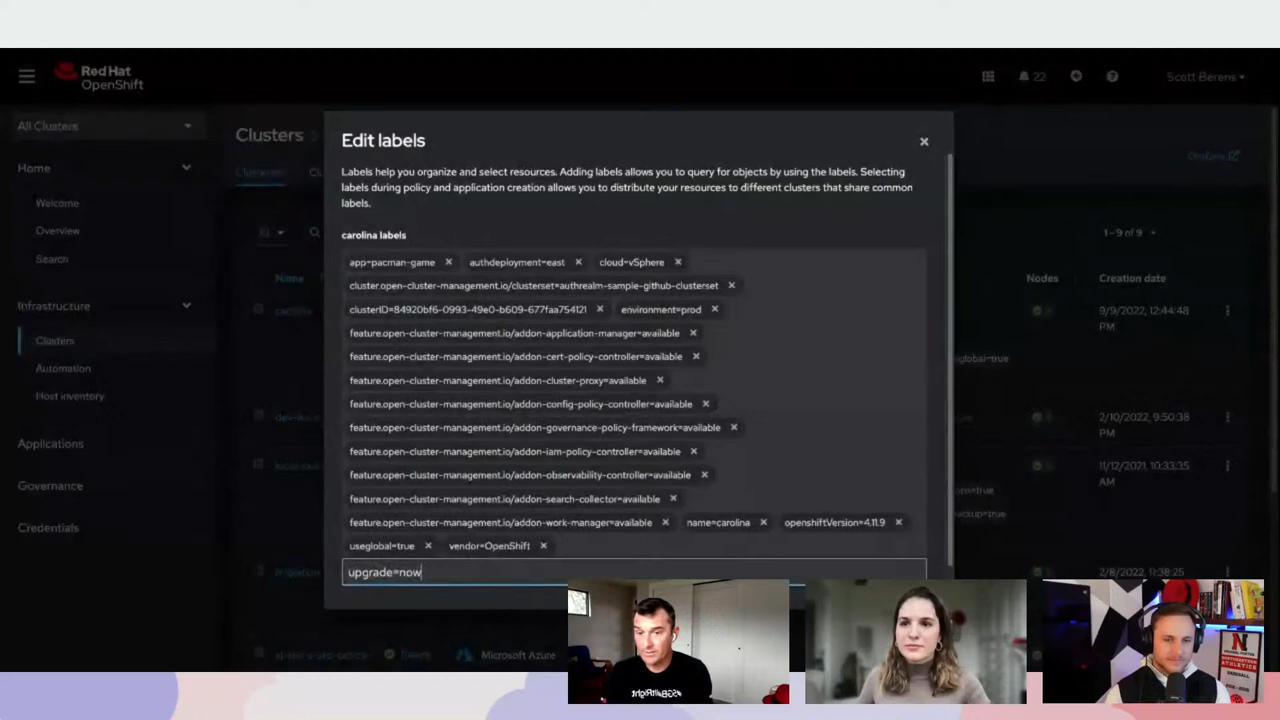 Red Hat
OpenShift
22
Scott Berens
All Clusters
Home
Welcome
Overview
Search
Infrastructure
Clusters
Automation
Host inventory
Applications
Governance
Credentials
Clusters
Edit labels
Labels help you organize and select resources. Adding labels allows you to query for objects by using the labels. Selecting
labels during policy and application creation allows you to distribute your resources to different clusters that share common
labels.
carolina labels
app=pacman-game authdeployment=east cloud=vSphere
cluster.open-cluster-management.io/clusterset=authrealm-sample-github-clusterset
clusterID=84920bf6-0993-49e0-b609-677faa754121 environment=prod
feature.open-cluster-management.io/addon-application-manager=available
feature.open-cluster-management.io/addon-cert-policy-controller=available
feature.open-cluster-management.io/addon-cluster-proxy=available
feature.open-cluster-management.io/addon-config-policy-controller=available
feature.open-cluster-management.io/addon-governance-policy-framework=available
feature.open-cluster-management.io/addon-iam-policy-controller=available
feature.open-cluster-management.io/addon-observability-controller=available
feature.open-cluster-management.io/addon-search-collector=available
feature.open-cluster-management.io/addon-work-manager=available name=carolina openshiftVersion=4.11.9
useglobal=true vendor=OpenShift
upgrade=now
1-9 of 9
Name
Nodes
Creation date
9/9/2022, 12:44:48
PM
2/10/2022, 9:50:38
PM
11/12/2021, 10:33:35
AM
2/8/2022, 11:38:25
Ready
Microsoft Azure
N